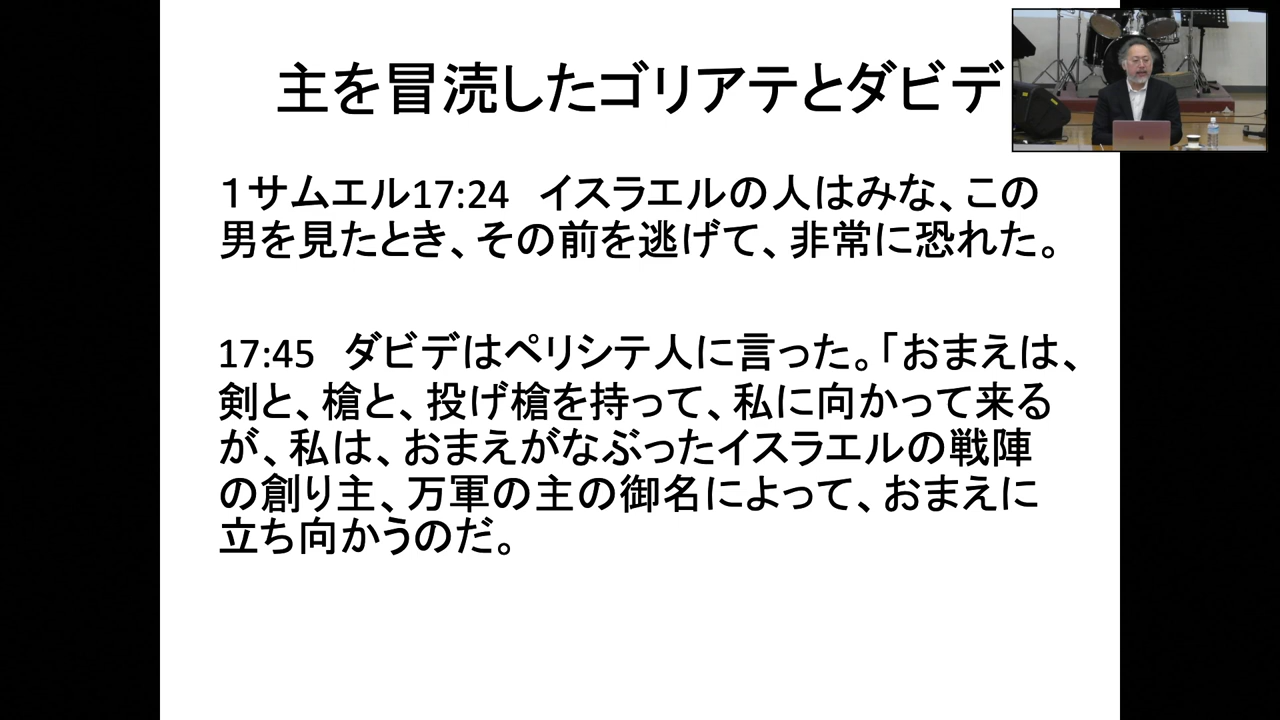 主を冒涜したゴリアテとダビデ
１サムエル17:24　イスラエルの人はみな、この
男を見たとき、その前を逃げて、非常に恐れた。
17:45　ダビデはペリシテ人に言った。「おまえは、
剣と、槍と、投げ槍を持って、私に向かって来る
が、私は、おまえがなぶったイスラエルの戦陣
の創り主、万軍の主の御名によって、おまえに
立ち向かうのだ。